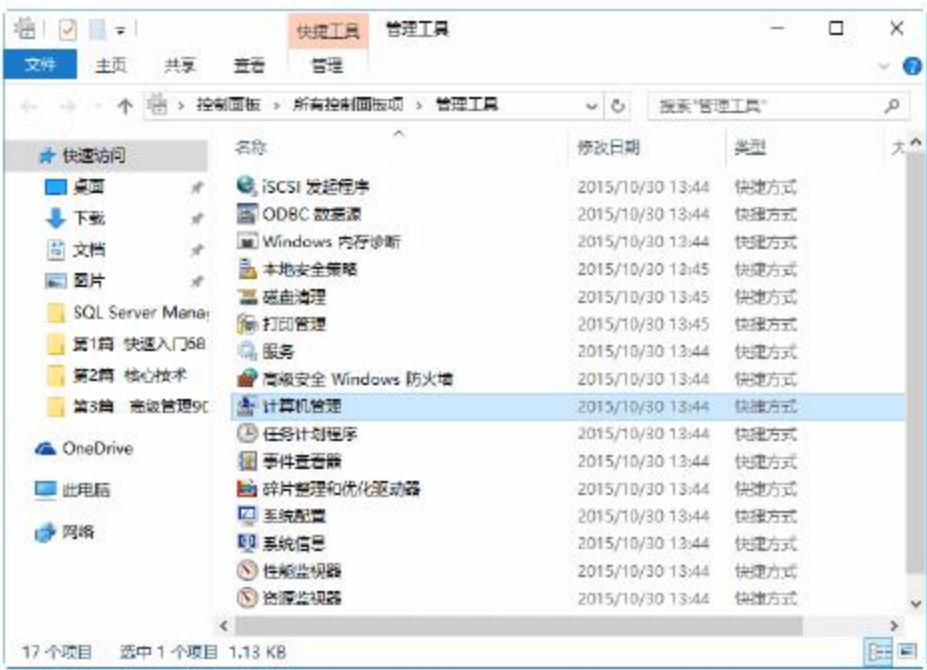 快捷工具 管理工具
文件 主页 共享 查看 管理
控制面板 > 所有控制面板项 > 管理工具 搜索"管理工具"
名称 修改日期 类型 大
快速访问
桌面
下载
文档
图片
SQL Server Manag
第1篇 快速入门68
第2篇 核心技术
第3篇 高级管理90
OneDrive
此电脑
网络
iSCSI 发起程序 2015/10/30 13:44 快捷方式
ODBC 数据源 2015/10/30 13:44 快捷方式
Windows 内存诊断 2015/10/30 13:44 快捷方式
本地安全策略 2015/10/30 13:45 快捷方式
磁盘清理 2015/10/30 13:45 快捷方式
打印管理 2015/10/30 13:45 快捷方式
服务 2015/10/30 13:44 快捷方式
高级安全 Windows 防火墙 2015/10/30 13:44 快捷方式
计算机管理 2015/10/30 13:44 快捷方式
任务计划程序 2015/10/30 13:44 快捷方式
事件查看器 2015/10/30 13:44 快捷方式
碎片整理和优化驱动器 2015/10/30 13:44 快捷方式
系统配置 2015/10/30 13:44 快捷方式
系统信息 2015/10/30 13:44 快捷方式
性能监视器 2015/10/30 13:44 快捷方式
资源监视器 2015/10/30 13:44 快捷方式
17 个项目 选中 1 个项目 1.13 KB